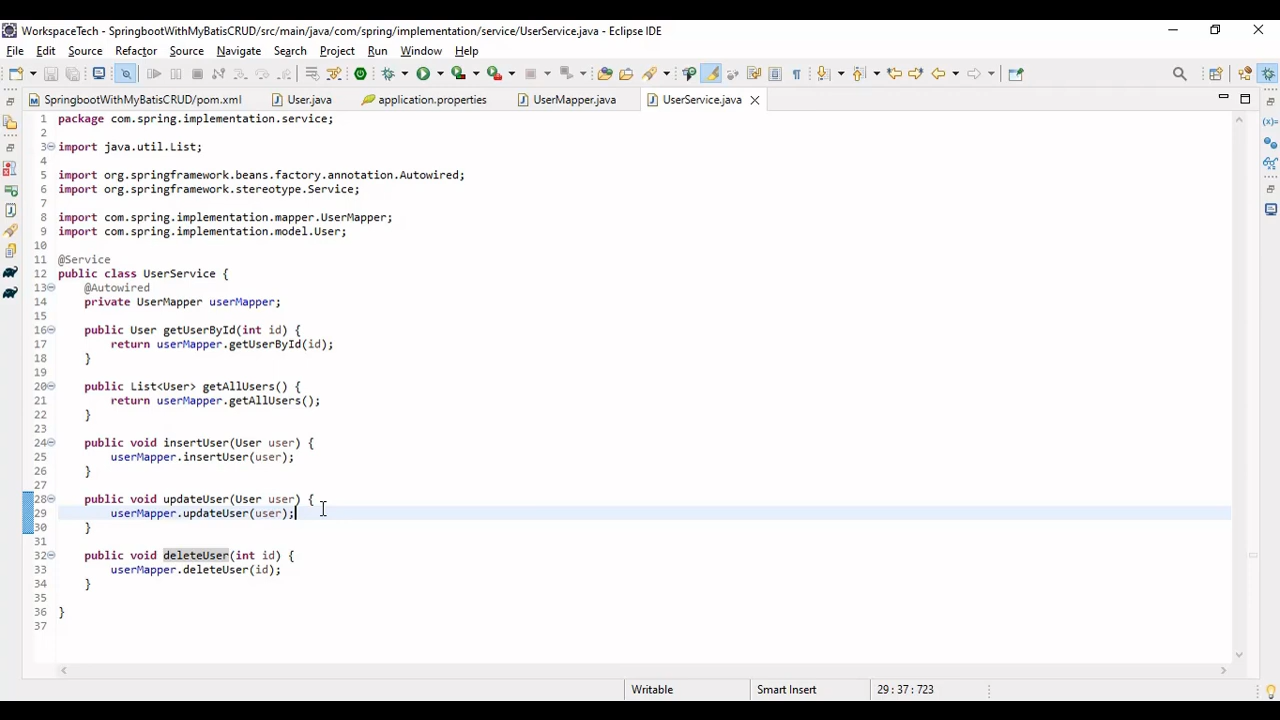 WorkspaceTech - SpringbootWithMyBatisCRUD/src/main/java/com/spring/implementation/service/UserService.java - Eclipse IDE
File Edit Source Refactor Source Navigate Search Project Run Window Help
SpringbootWithMyBatisCRUD/pom.xml User.java application.properties UserMapper.java UserService.java
1 package com.spring.implementation.service;
2
3 import java.util.List;
4
5 import org.springframework.beans.factory.annotation.Autowired;
6 import org.springframework.stereotype.Service;
7
8 import com.spring.implementation.mapper.UserMapper;
9 import com.spring.implementation.model.User;
10
11 @Service
12 public class UserService {
13 @Autowired
14 private UserMapper userMapper;
15
16 public User getUserById(int id) {
17 return userMapper.getUserById(id);
18 }
19
20 public List<User> getAllUsers() {
21 return userMapper.getAllUsers();
22 }
23
24 public void insertUser(User user) {
25 userMapper.insertUser(user);
26 }
27
28 public void updateUser(User user) {
29 userMapper.updateUser(user);
30 }
31
32 public void deleteUser(int id) {
33 userMapper.deleteUser(id);
34 }
35
36 }
37
Writable Smart Insert 29 : 37 : 723